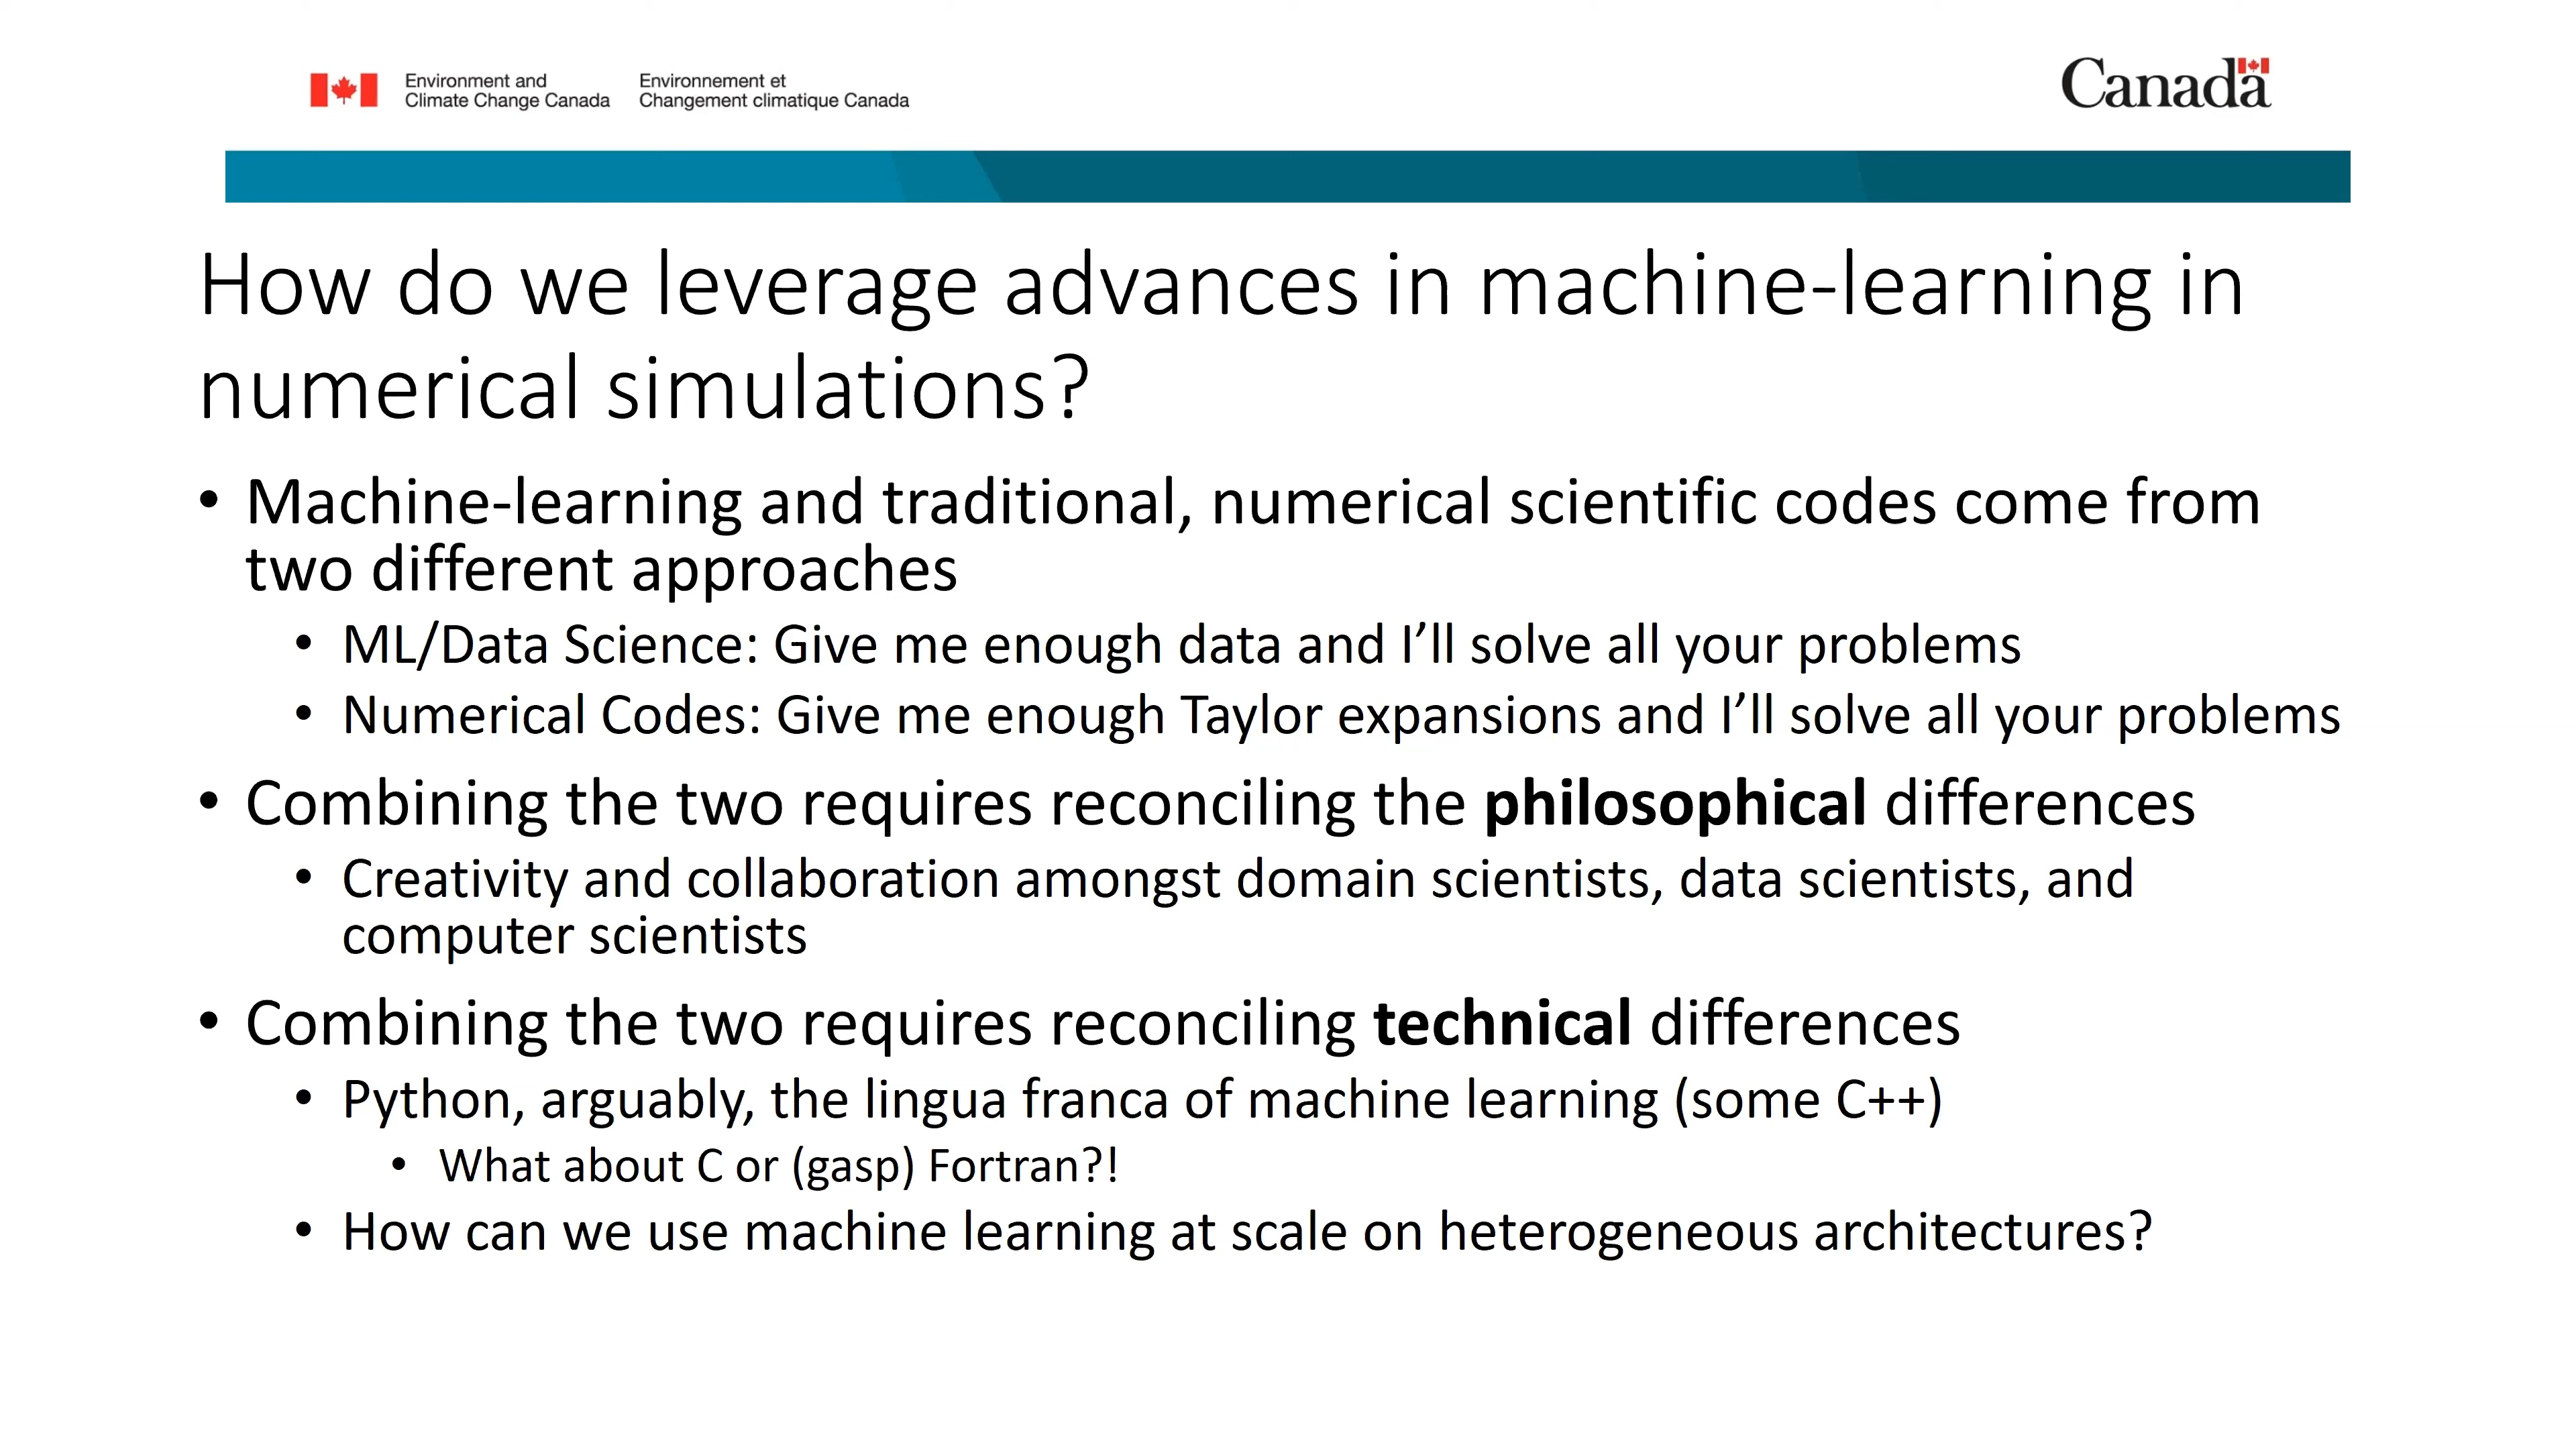 Environment and
Climate Change Canada
Environnement et
Changement climatique Canada
Canada
How do we leverage advances in machine-learning in
numerical simulations?
• Machine-learning and traditional, numerical scientific codes come from
two different approaches
• ML/Data Science: Give me enough data and I’ll solve all your problems
• Numerical Codes: Give me enough Taylor expansions and I’ll solve all your problems
• Combining the two requires reconciling the philosophical differences
• Creativity and collaboration amongst domain scientists, data scientists, and
computer scientists
• Combining the two requires reconciling technical differences
• Python, arguably, the lingua franca of machine learning (some C++)
• What about C or (gasp) Fortran?!
• How can we use machine learning at scale on heterogeneous architectures?